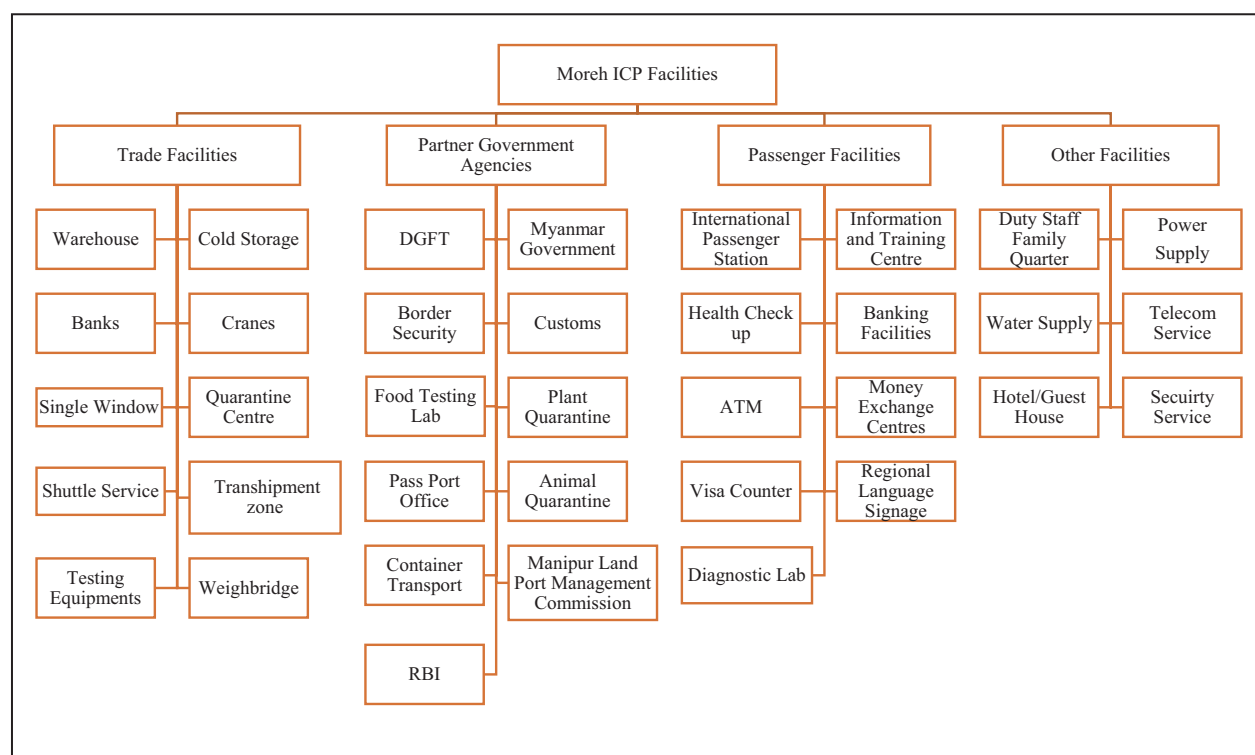 Moreh ICP Facilities
Trade Facilities
Partner Government
Agencies
Passenger Facilities
Other Facilities
Warehouse
Cold Storage
Banks
Cranes
Single Window
Quarantine
Centre
Shuttle Service
Transhipment
zone
Testing
Equipments
Weighbridge
DGFT
Myanmar
Government
Border
Security
Customs
Food Testing
Lab
Plant
Quarantine
Pass Port
Office
Animal
Quarantine
Container
Transport
Manipur Land
Port Management
Commission
RBI
International
Passenger
Station
Information
and Training
Centre
Health Check
up
Banking
Facilities
ATM
Money
Exchange
Centres
Visa Counter
Regional
Language
Signage
Diagnostic Lab
Duty Staff
Family
Quarter
Power
Supply
Water Supply
Telecom
Service
Hotel/Guest
House
Secuirty
Service